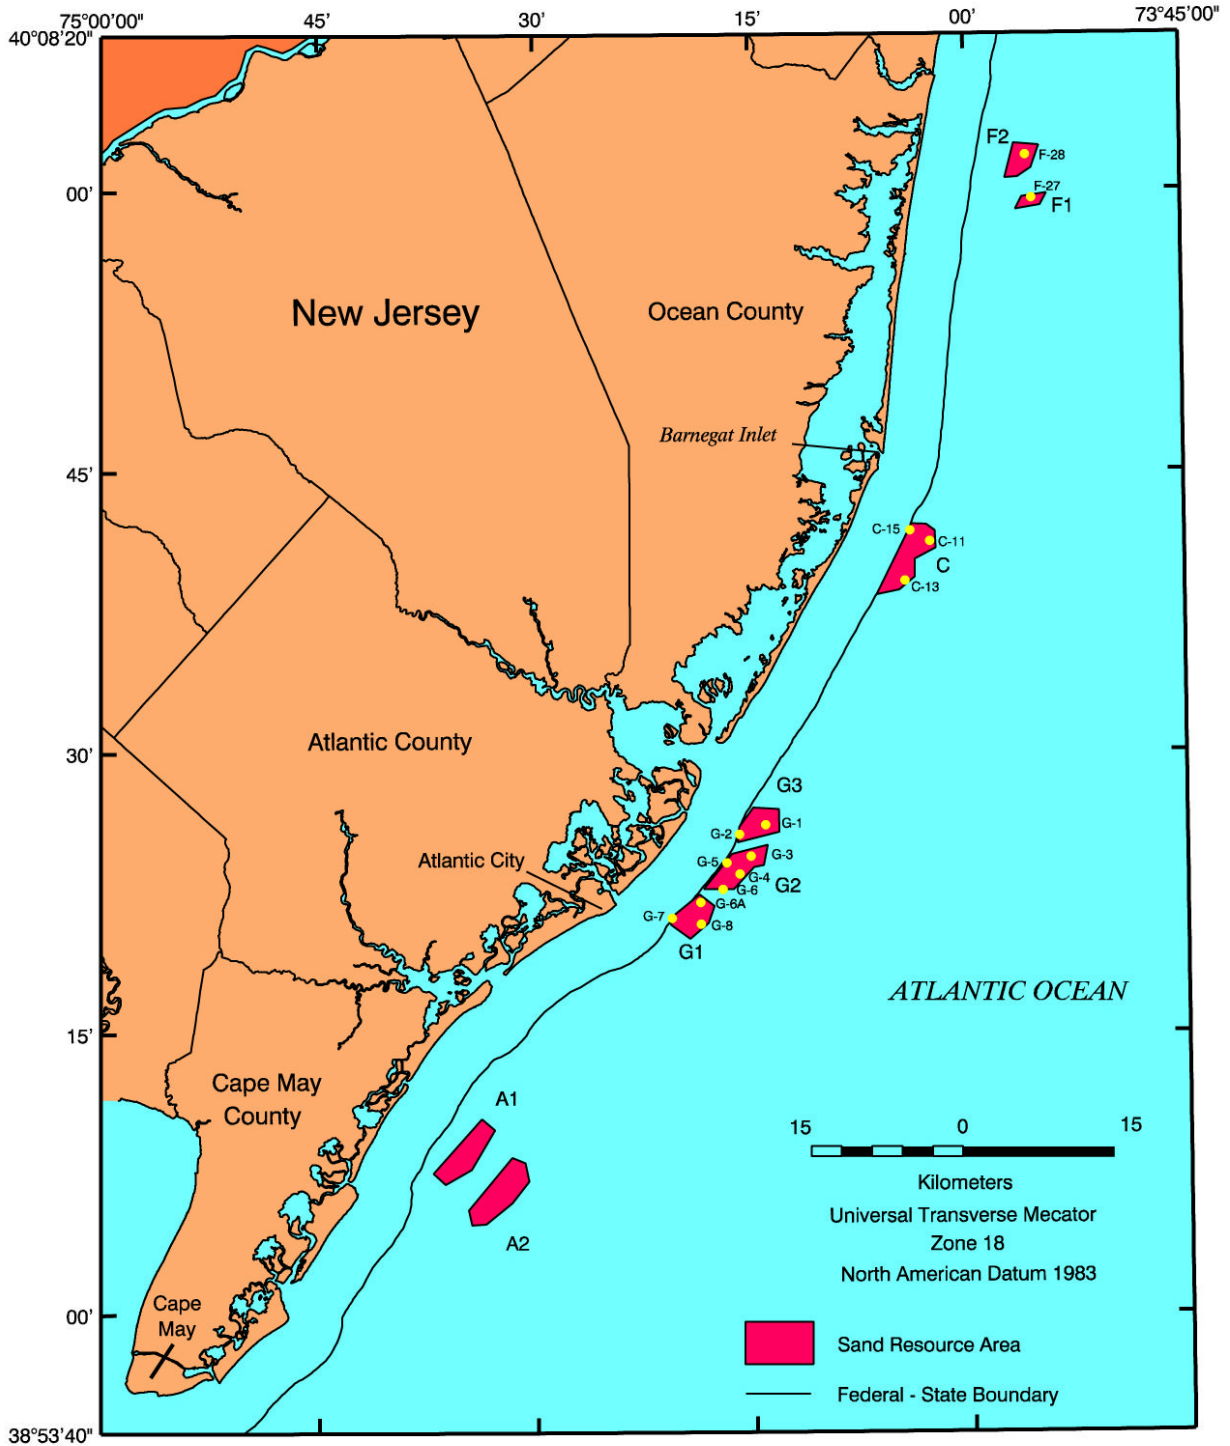 75°00'00"
45'
30'
15'
00'
73°45'00"
40°08'20"
F2
F-28
F-27
F1
00'
New Jersey
Ocean County
Barnegat Inlet
45'
C-15
C-11
C
C-13
30'
Atlantic County
G3
G-1
G-2
Atlantic City
G-3
G-5
G-4
G2
G-6
G-6A
G-7
G-8
G1
ATLANTIC OCEAN
15'
Cape May
County
A1
15
0
15
Kilometers
Universal Transverse Mecator
Zone 18
North American Datum 1983
A2
Cape
May
00'
Sand Resource Area
Federal - State Boundary
38°53'40"